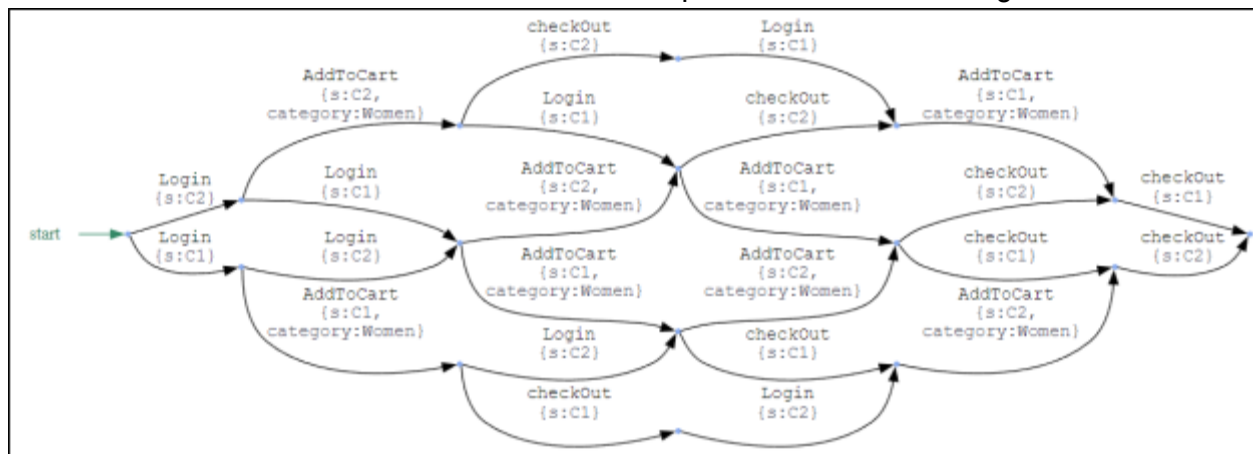 checkOut
{s:C2}
Login
{s:C1}
AddToCart
{s:C2,
category:Women}
Login
{s:C1}
checkOut
{s:C2}
AddToCart
{s:C1,
category:Women}
Login
{s:C2}
Login
{s:C1}
AddToCart
{s:C2,
category:Women}
AddToCart
{s:C1,
category:Women}
checkOut
{s:C2}
checkOut
{s:C1}
start
Login
{s:C1}
Login
{s:C2}
AddToCart
{s:C1,
category:Women}
AddToCart
{s:C2,
category:Women}
checkOut
{s:C1}
checkOut
{s:C2}
AddToCart
{s:C1,
category:Women}
Login
{s:C2}
checkOut
{s:C1}
AddToCart
{s:C2,
category:Women}
checkOut
{s:C1}
Login
{s:C2}